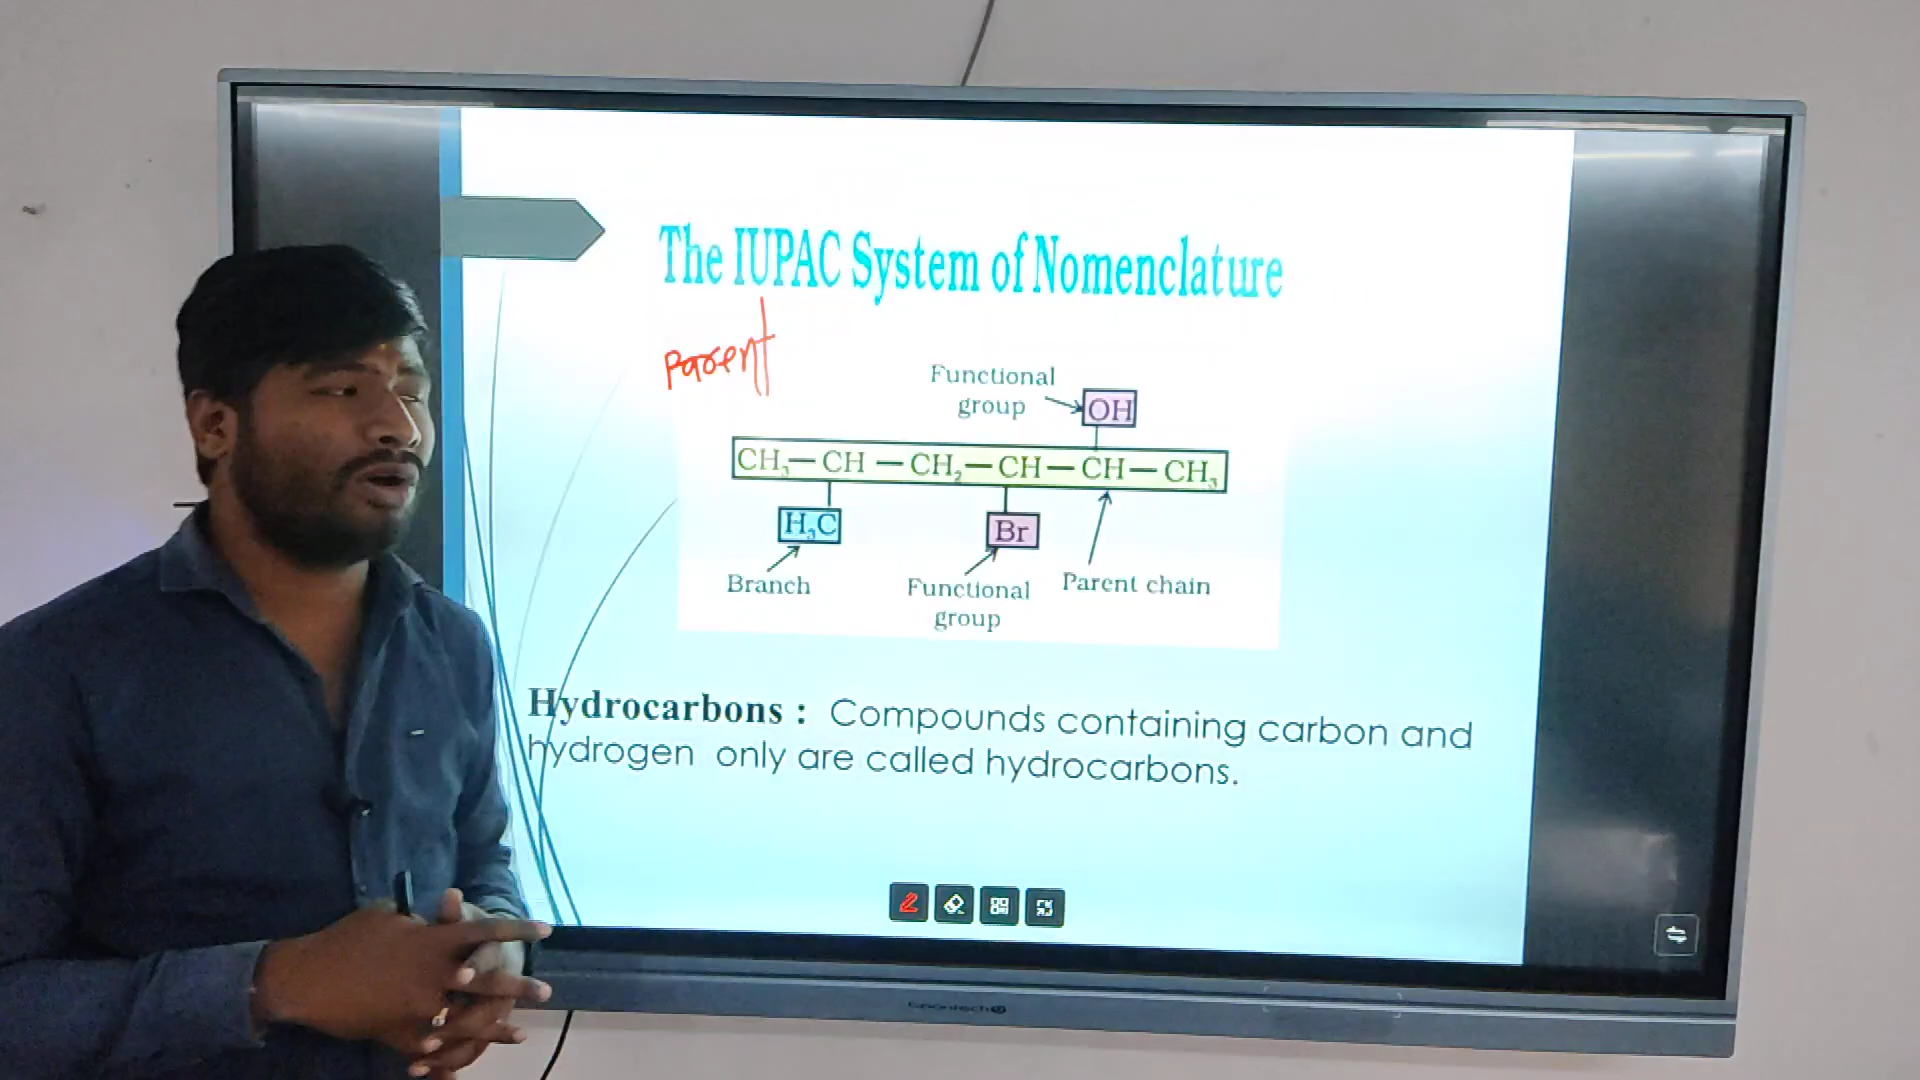 The IUPAC System of Nomenclature
Parent
Functional
group
OH
CH₃—CH—CH₂—CH—CH—CH₃
H₃C
Br
Branch
Functional
group
Parent chain
Hydrocarbons : Compounds containing carbon and
hydrogen only are called hydrocarbons.